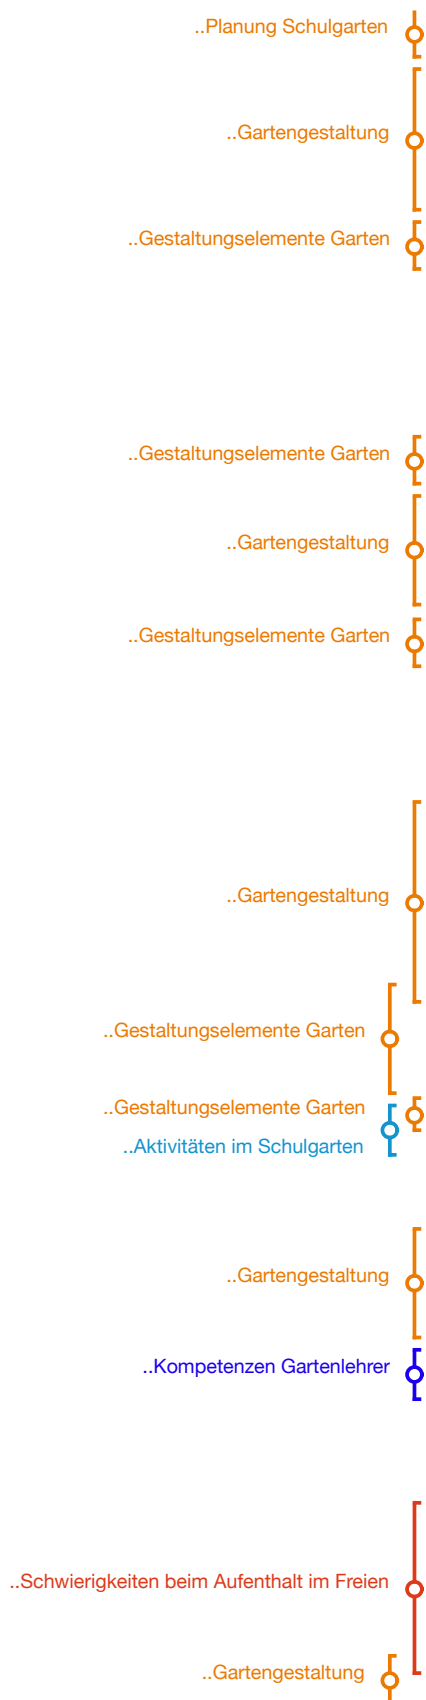 ..Planung Schulgarten
..Gartengestaltung
..Gestaltungselemente Garten
..Gestaltungselemente Garten
..Gartengestaltung
..Gestaltungselemente Garten
..Gartengestaltung
..Gestaltungselemente Garten
..Gestaltungselemente Garten
..Aktivitäten im Schulgarten
..Gartengestaltung
..Kompetenzen Gartenlehrer
..Schwierigkeiten beim Aufenthalt im Freien
..Gartengestaltung